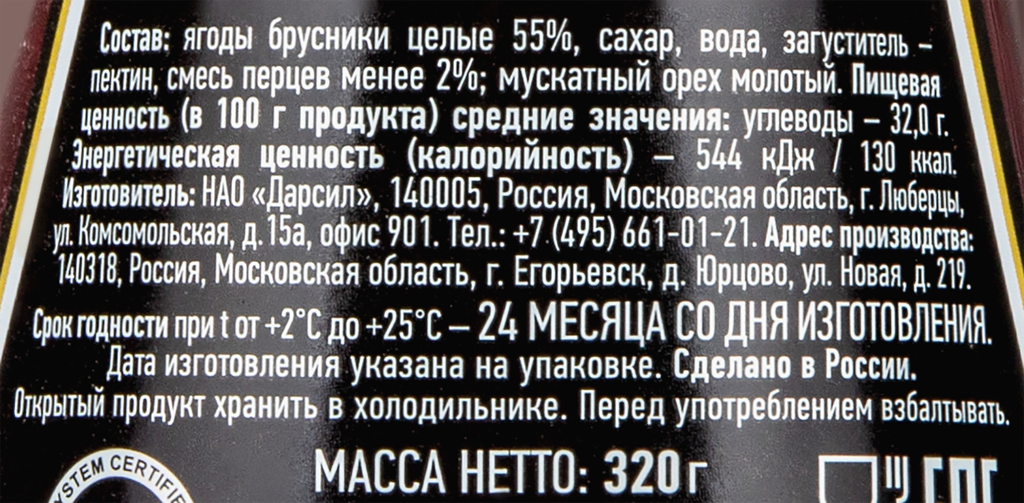 Состав: ягоды брусники целые 55%, сахар, вода, загуститель –
пектин, смесь перцев менее 2%; мускатный орех молотый. Пищевая
ценность (в 100 г продукта) средние значения: углеводы – 32,0 г.
Энергетическая ценность (калорийность) – 544 кДж / 130 ккал.
Изготовитель: НАО «Дарсил», 140005, Россия, Московская область, г. Люберцы,
ул. Комсомольская, д.15а, офис 901. Тел.: +7 (495) 661-01-21. Адрес производства:
140318, Россия, Московская область, г. Егорьевск, д. Юрцово, ул. Новая, д. 219.
Срок годности при t от +2°С до +25°С – 24 МЕСЯЦА СО ДНЯ ИЗГОТОВЛЕНИЯ.
Дата изготовления указана на упаковке. Сделано в России.
Открытый продукт хранить в холодильнике. Перед употреблением взбалтывать.
МАССА НЕТТО: 320 г